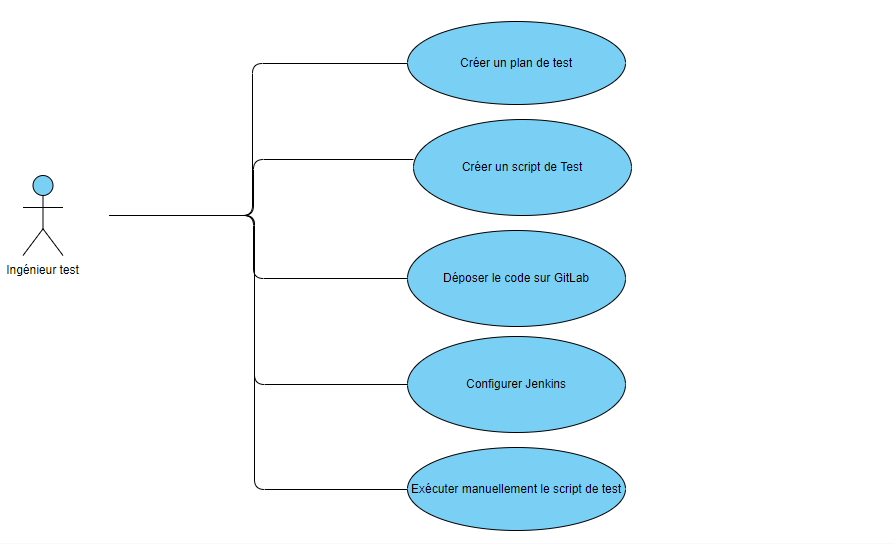 Créer un plan de test
Créer un script de Test
Ingénieur test
Déposer le code sur GitLab
Configurer Jenkins
Exécuter manuellement le script de test